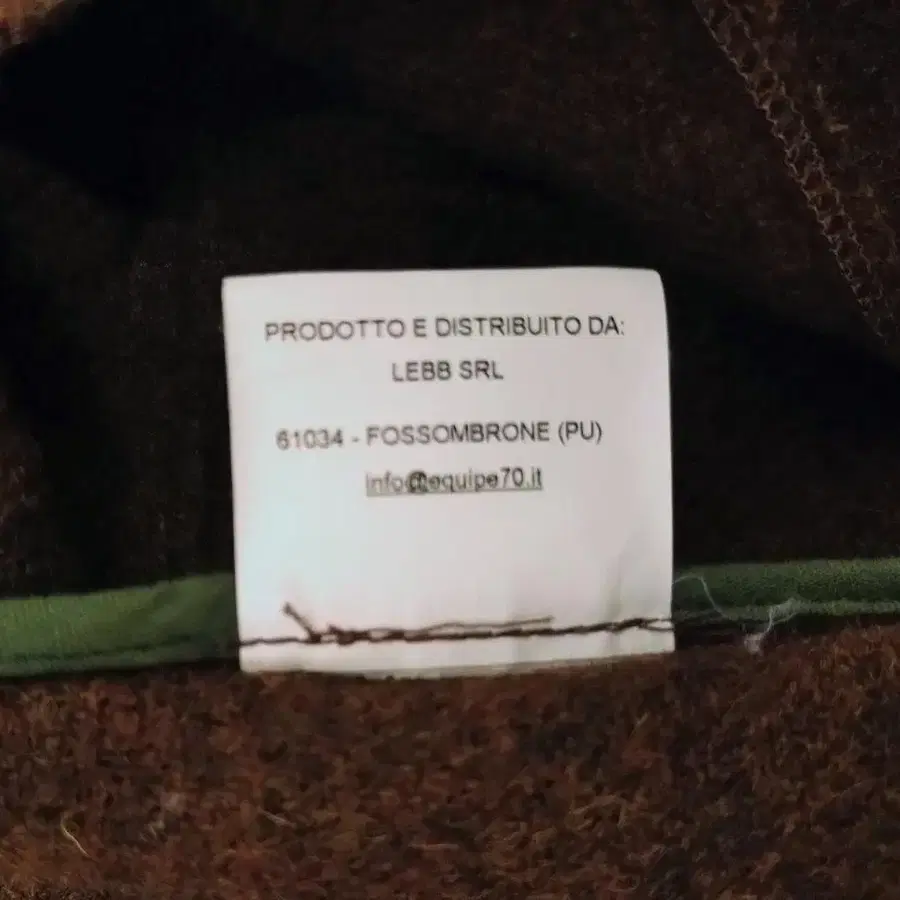 PRODOTTO E DISTRIBUITO DA:
LEBB SRL
61034 - FOSSOMBRONE (PU)
info@equipe70.it